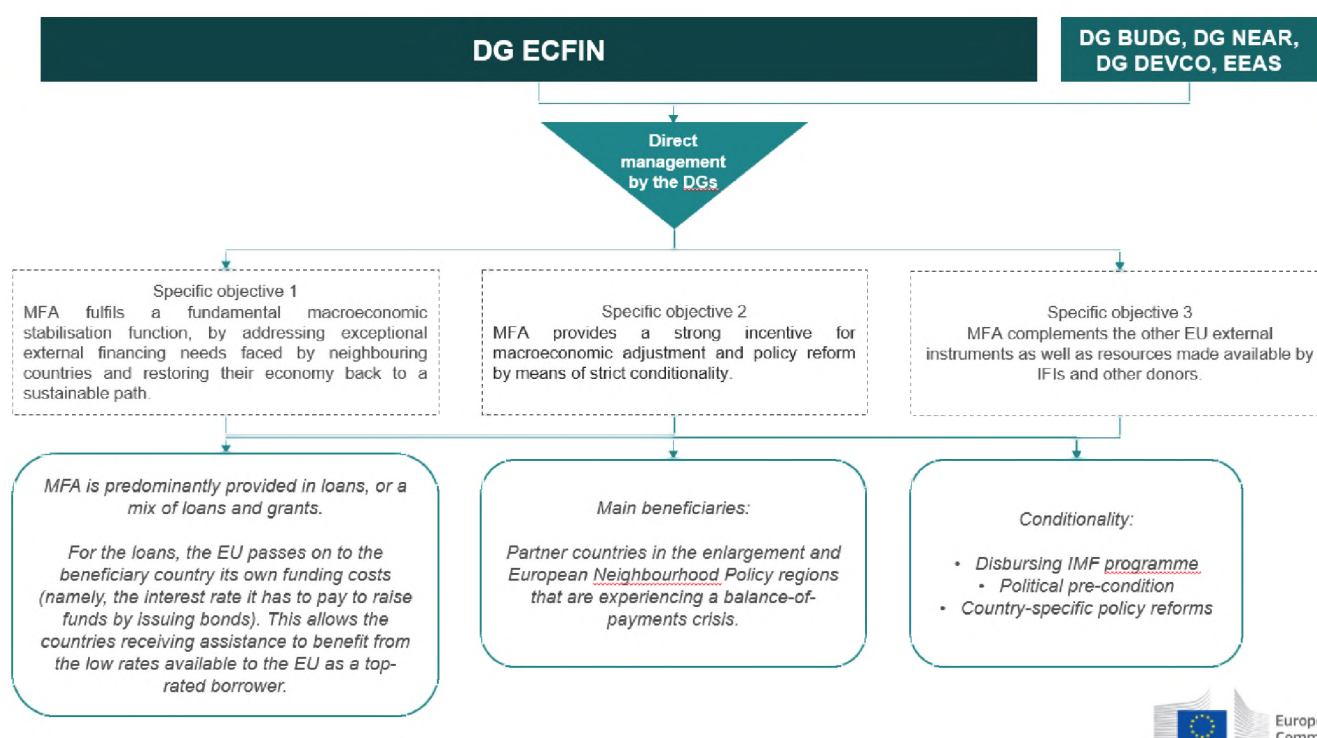 DG ECFIN
DG BUDG, DG NEAR,
DG DEVCO, EEAS
Direct
management
by the DGs
Specific objective 1
MFA fulfils a fundamental macroeconomic
stabilisation function, by addressing exceptional
external financing needs faced by neighbouring
countries and restoring their economy back to a
sustainable path.
Specific objective 2
MFA provides a strong incentive for
macroeconomic adjustment and policy reform
by means of strict conditionality.
Specific objective 3
MFA complements the other EU external
instruments as well as resources made available by
IFIs and other donors.
MFA is predominantly provided in loans, or a
mix of loans and grants.
For the loans, the EU passes on to the
beneficiary country its own funding costs
(namely, the interest rate it has to pay to raise
funds by issuing bonds). This allows the
countries receiving assistance to benefit from
the low rates available to the EU as a top-
rated borrower.
Main beneficiaries:
Partner countries in the enlargement and
European Neighbourhood Policy regions
that are experiencing a balance-of-
payments crisis.
Conditionality:
• Disbursing IMF programme
• Political pre-condition
• Country-specific policy reforms